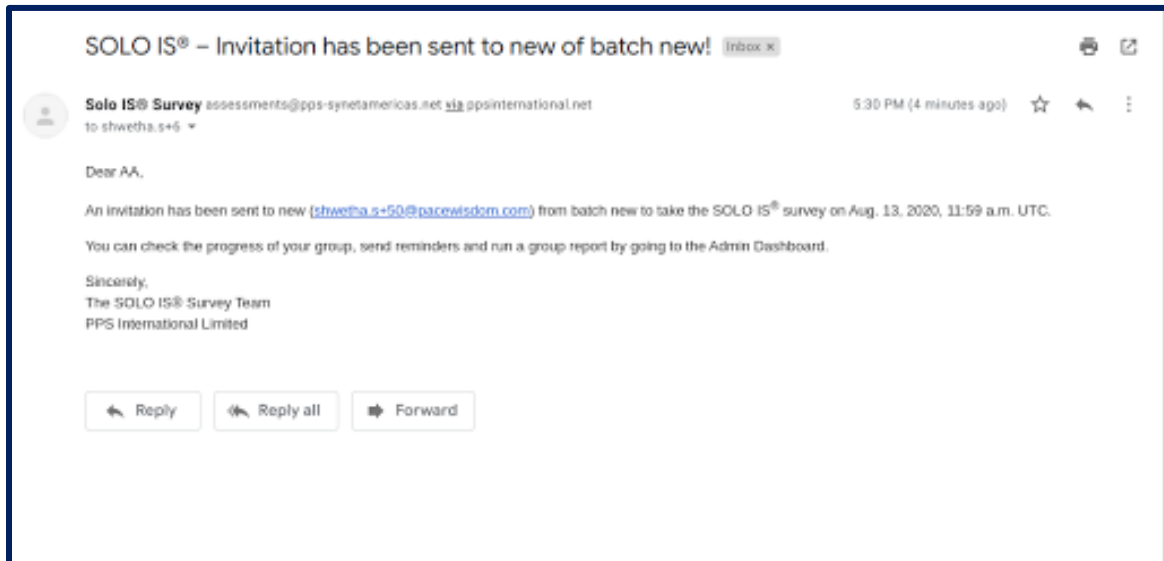 SOLO IS® – Invitation has been sent to new of batch new! Inbox x
Solo IS® Survey assessments@pps-synetamericas.net via ppsinternational.net 5:30 PM (4 minutes ago)
to shwetha.s+6
Dear AA,
An invitation has been sent to new (shwetha.s+50@pacewisdom.com) from batch new to take the SOLO IS® survey on Aug. 13, 2020, 11:59 a.m. UTC.
You can check the progress of your group, send reminders and run a group report by going to the Admin Dashboard.
Sincerely,
The SOLO IS® Survey Team
PPS International Limited
Reply Reply all Forward